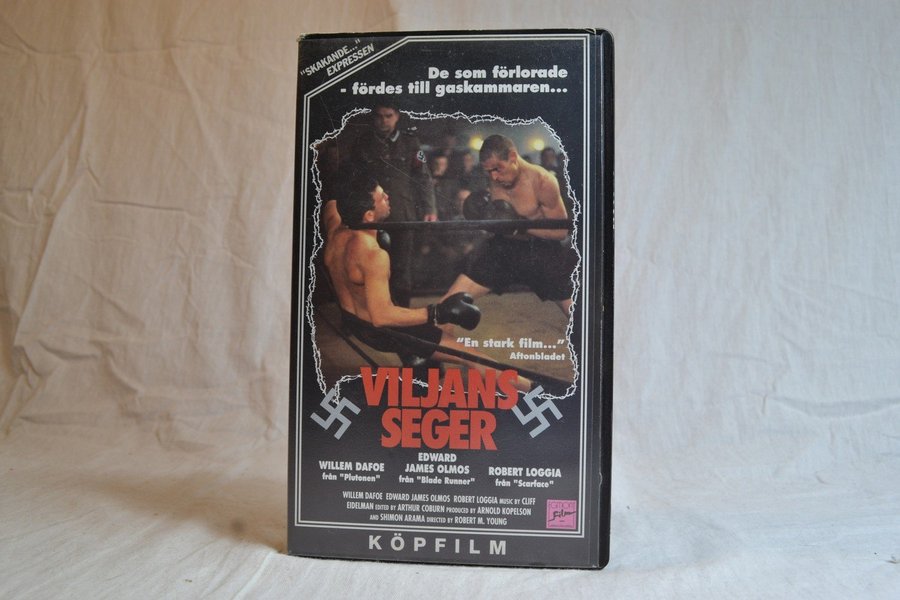 "SKAKANDE..."
EXPRESSEN
De som förlorade
- fördes till gaskammaren...
"En stark film..."
Aftonbladet
VILJANS
SEGER
WILLEM DAFOE
från "Plutonen"
EDWARD
JAMES OLMOS
från "Blade Runner"
ROBERT LOGGIA
från "Scarface"
WILLEM DAFOE EDWARD JAMES OLMOS ROBERT LOGGIA MUSIC BY CLIFF
EIDELMAN EDITED BY ARTHUR COBURN PRODUCED BY ARNOLD KOPELSON
AND SHIMON ARAMA DIRECTED BY ROBERT M. YOUNG
EGMONT
Film
KÖPFILM